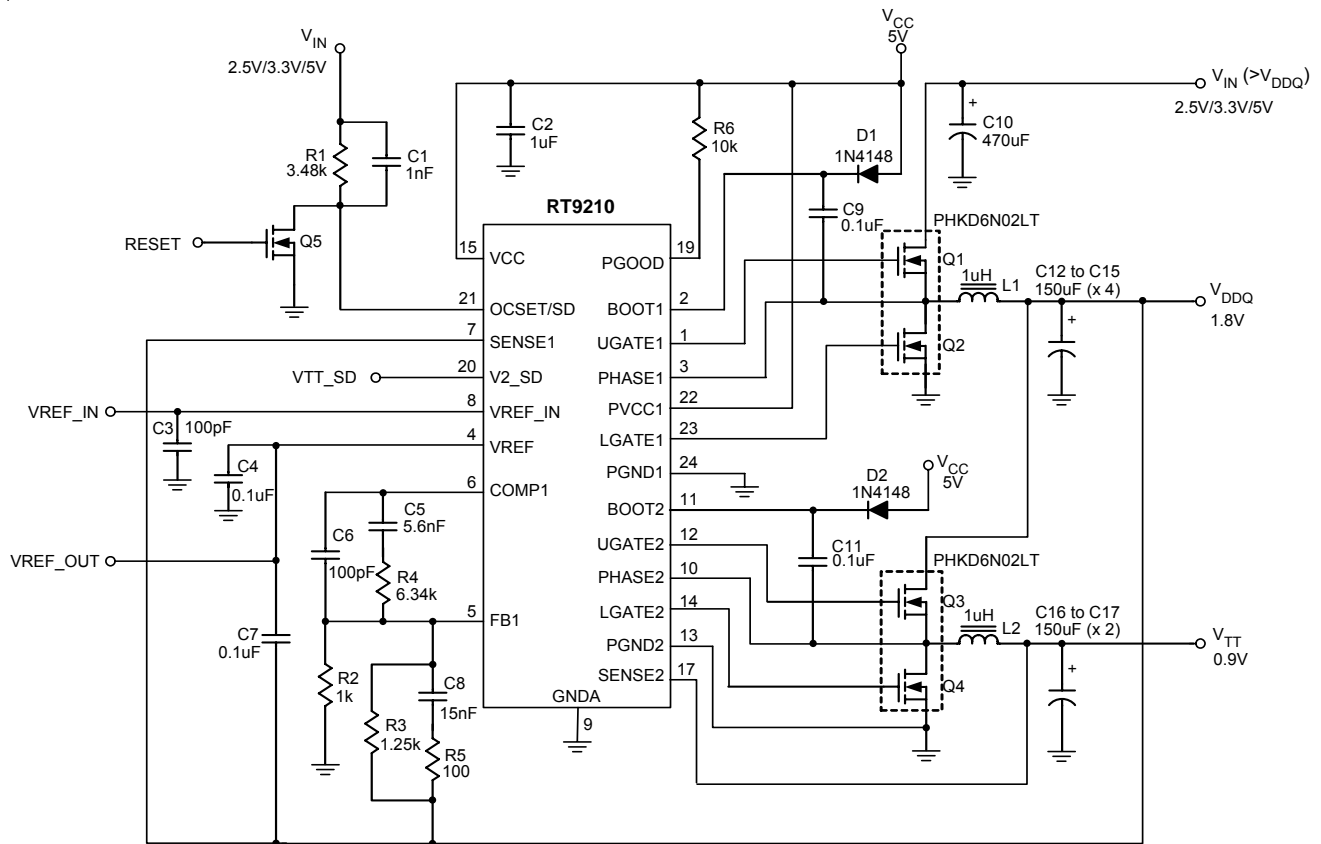 VIN
2.5V/3.3V/5V
VCC
5V
VIN (>VDDQ)
2.5V/3.3V/5V
R1
3.48k
C1
1nF
C2
1uF
R6
10k
D1
1N4148
+
C10
470uF
RESET
Q5
RT9210
C9
0.1uF
PHKD6N02LT
15
VCC
PGOOD
19
Q1
1uH
L1
C12 to C15
150uF (x 4)
+
VDDQ
1.8V
21
OCSET/SD
BOOT1
2
7
SENSE1
UGATE1
1
Q2
VTT_SD
20
V2_SD
PHASE1
3
VREF_IN
8
VREF_IN
PVCC1
22
C3
100pF
4
VREF
LGATE1
23
C4
0.1uF
PGND1
24
6
COMP1
BOOT2
11
D2
1N4148
VCC
5V
C6
100pF
C5
5.6nF
R4
6.34k
UGATE2
12
C11
0.1uF
PHKD6N02LT
VREF_OUT
PHASE2
10
Q3
1uH
L2
C16 to C17
150uF (x 2)
+
VTT
0.9V
5
FB1
LGATE2
14
C7
0.1uF
PGND2
13
Q4
R2
1k
C8
15nF
SENSE2
17
GNDA
9
R3
1.25k
R5
100